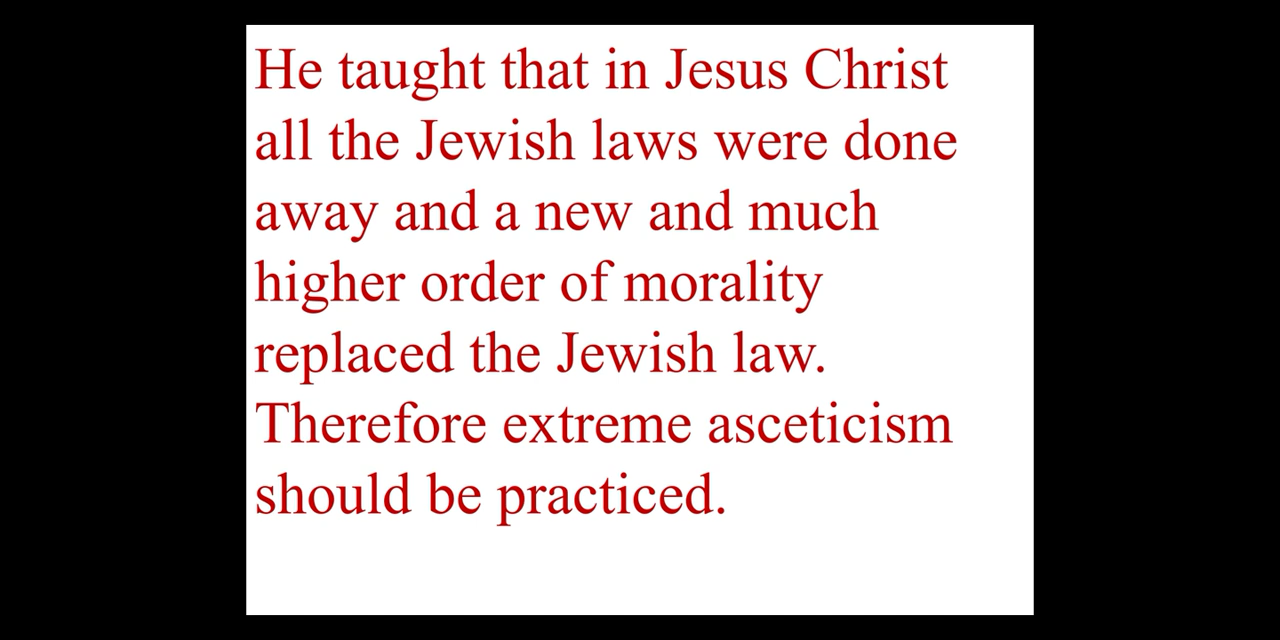 He taught that in Jesus Christ
all the Jewish laws were done
away and a new and much
higher order of morality
replaced the Jewish law.
Therefore extreme asceticism
should be practiced.